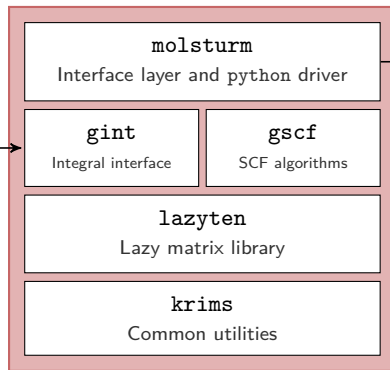 molsturm
Interface layer and python driver
gint
Integral interface
gscf
SCF algorithms
lazyten
Lazy matrix library
krims
Common utilities